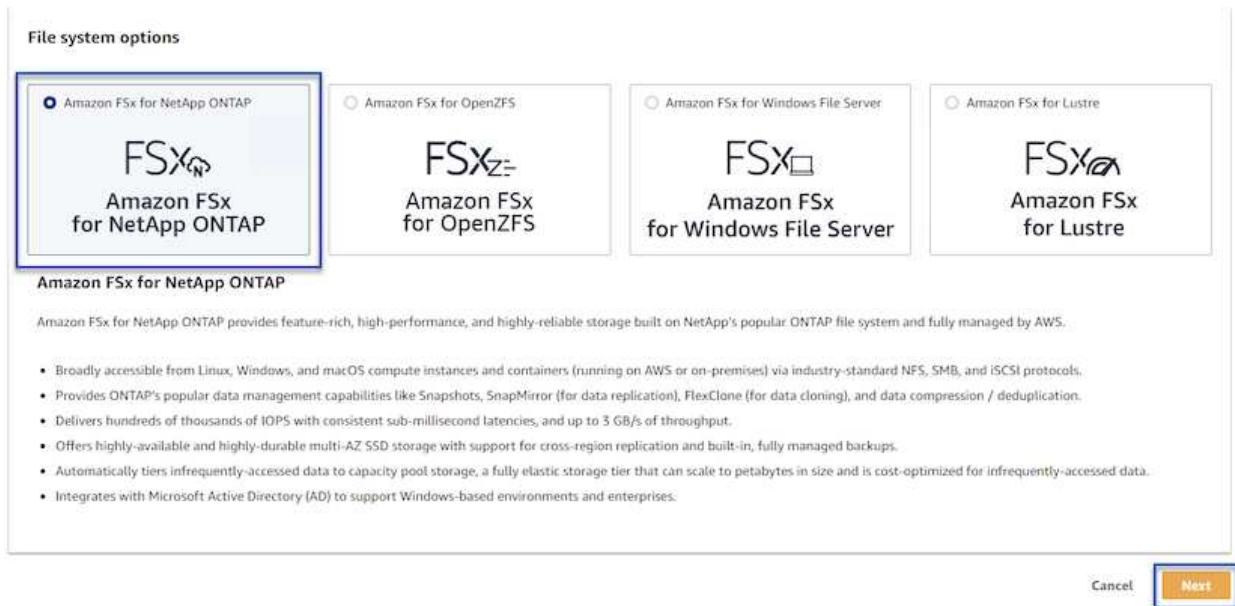 File system options
Amazon FSx for NetApp ONTAP
FSx N
Amazon FSx
for NetApp ONTAP
Amazon FSx for OpenZFS
FSx Z
Amazon FSx
for OpenZFS
Amazon FSx for Windows File Server
FSx
Amazon FSx
for Windows File Server
Amazon FSx for Lustre
FSx
Amazon FSx
for Lustre
Amazon FSx for NetApp ONTAP
Amazon FSx for NetApp ONTAP provides feature-rich, high-performance, and highly-reliable storage built on NetApp's popular ONTAP file system and fully managed by AWS.
• Broadly accessible from Linux, Windows, and macOS compute instances and containers (running on AWS or on-premises) via industry-standard NFS, SMB, and iSCSI protocols.
• Provides ONTAP's popular data management capabilities like Snapshots, SnapMirror (for data replication), FlexClone (for data cloning), and data compression / deduplication.
• Delivers hundreds of thousands of IOPS with consistent sub-millisecond latencies, and up to 3 GB/s of throughput.
• Offers highly-available and highly-durable multi-AZ SSD storage with support for cross-region replication and built-in, fully managed backups.
• Automatically tiers infrequently-accessed data to capacity pool storage, a fully elastic storage tier that can scale to petabytes in size and is cost-optimized for infrequently-accessed data.
• Integrates with Microsoft Active Directory (AD) to support Windows-based environments and enterprises.
Cancel
Next